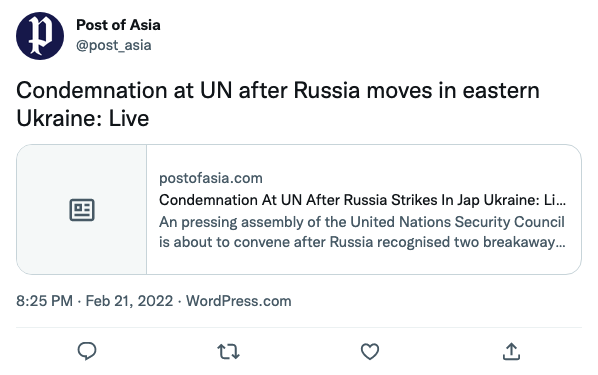 Post of Asia
@post_asia
Condemnation at UN after Russia moves in eastern
Ukraine: Live
postofasia.com
Condemnation At UN After Russia Strikes In Jap Ukraine: Li...
An pressing assembly of the United Nations Security Council
is about to convene after Russia recognised two breakaway...
8:25 PM · Feb 21, 2022 · WordPress.com